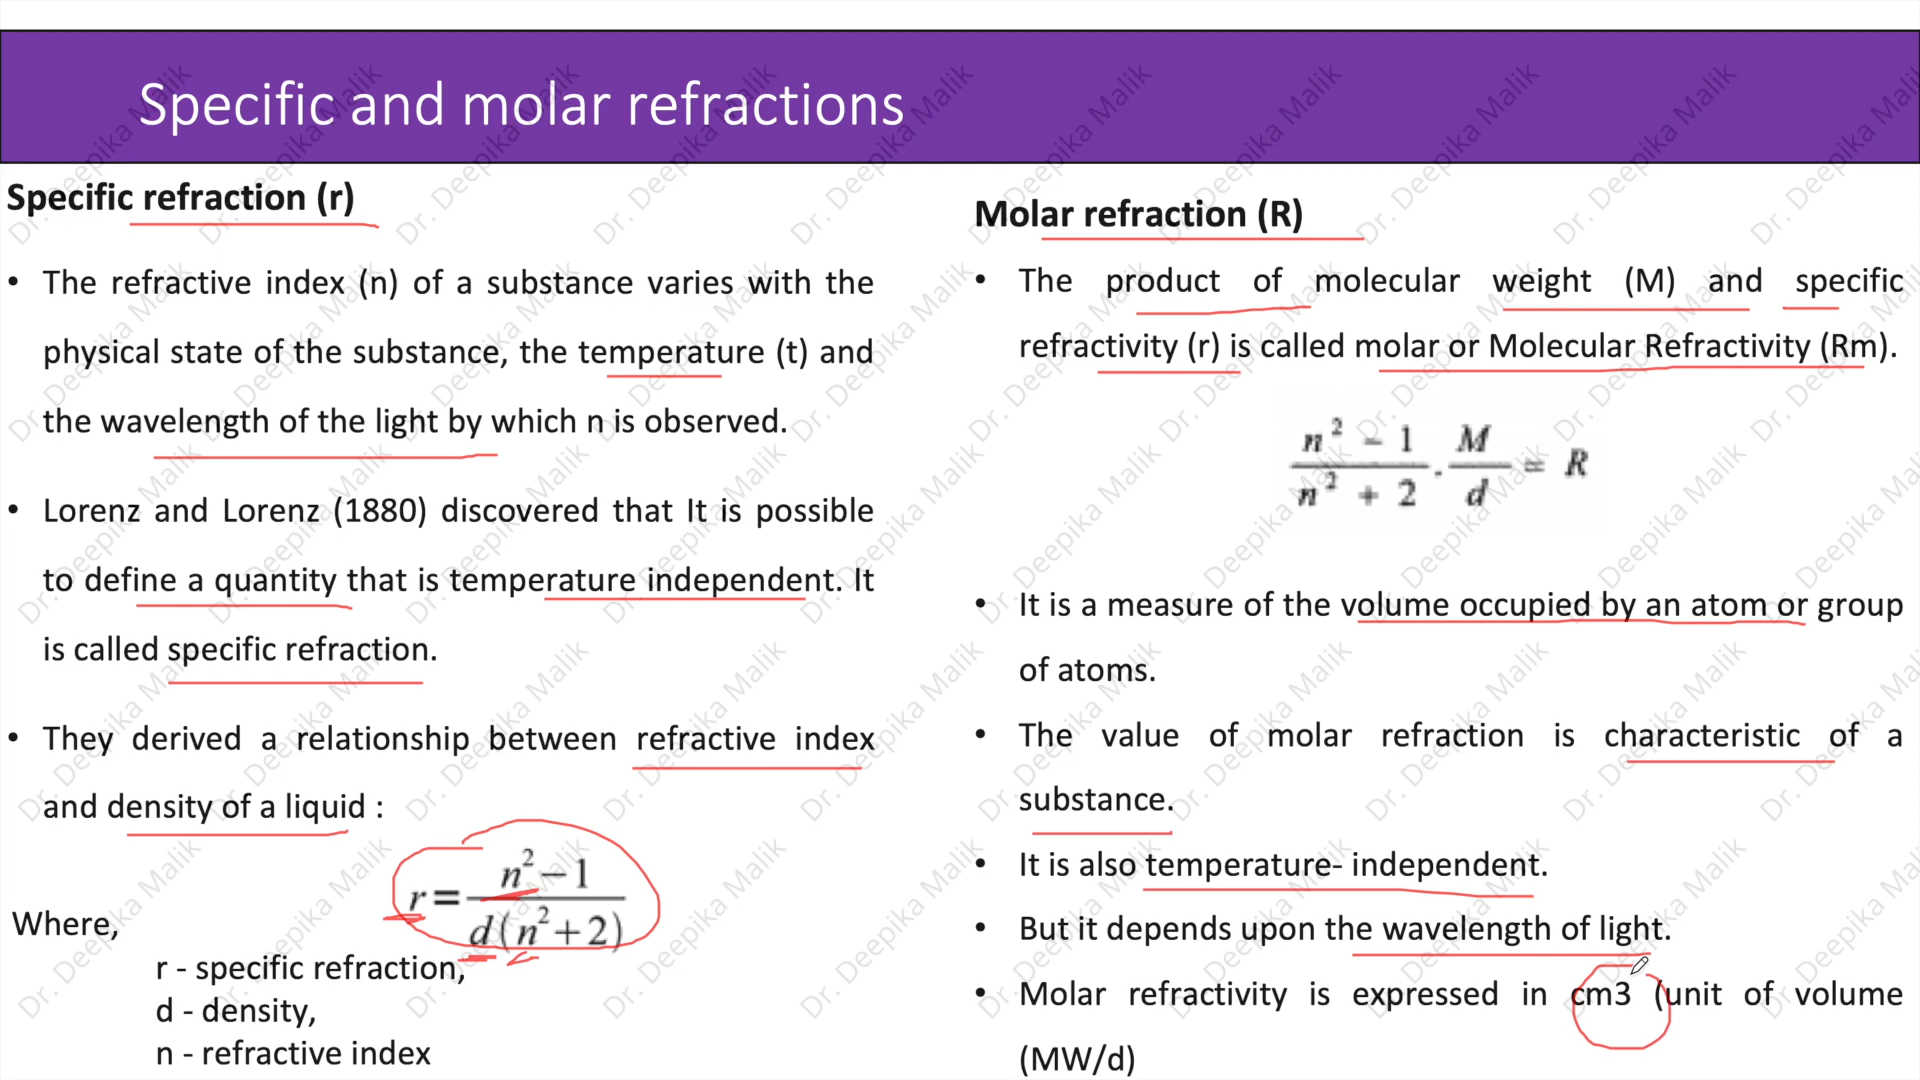 Specific and molar refractions
Specific refraction (r)
• The refractive index (n) of a substance varies with the
physical state of the substance, the temperature (t) and
the wavelength of the light by which n is observed.
• Lorenz and Lorenz (1880) discovered that It is possible
to define a quantity that is temperature independent. It
is called specific refraction.
• They derived a relationship between refractive index
and density of a liquid :
r = (n² − 1) / (d(n² + 2))
Where,
r - specific refraction,
d - density,
n - refractive index
Molar refraction (R)
• The product of molecular weight (M) and specific
refractivity (r) is called molar or Molecular Refractivity (Rm).
n² − 1 / n² + 2 . M / d = R
• It is a measure of the volume occupied by an atom or group
of atoms.
• The value of molar refraction is characteristic of a
substance.
• It is also temperature- independent.
• But it depends upon the wavelength of light.
• Molar refractivity is expressed in cm3 (unit of volume
(MW/d)
Dr. Deepika Malik